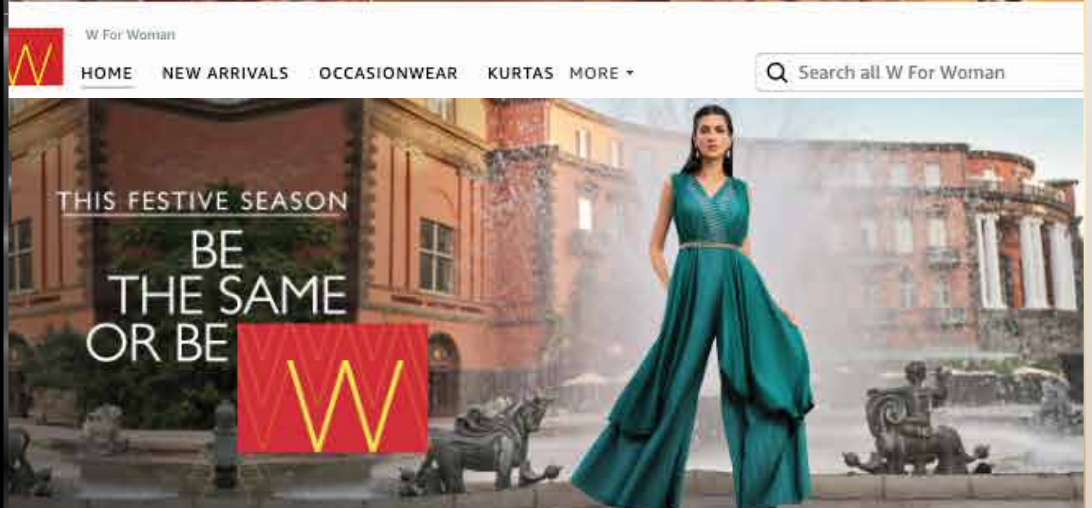 W
W For Woman
HOME NEW ARRIVALS OCCASIONWEAR KURTAS MORE
Search all W For Woman
THIS FESTIVE SEASON
BE
THE SAME
OR BE
W